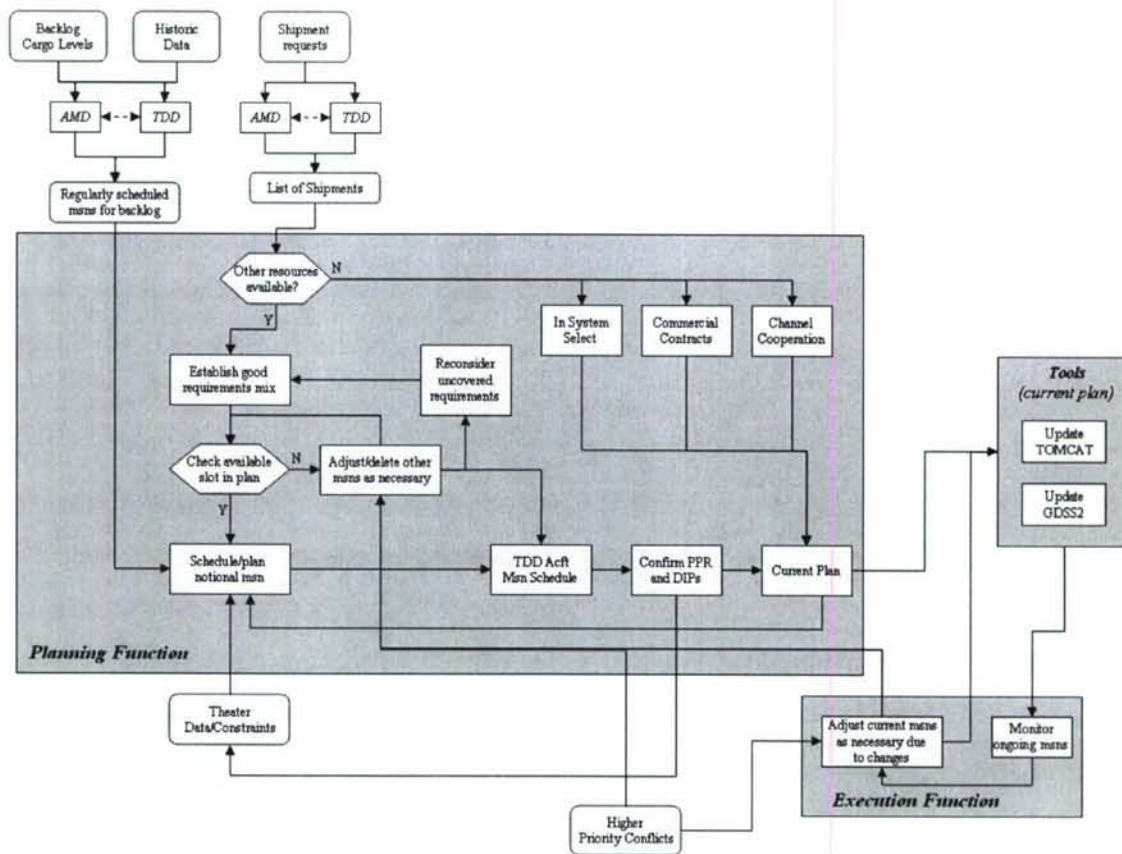 Backlog
Cargo Levels
Historic
Data
Shipment
requests
AMD
TDD
AMD
TDD
Regularly scheduled
msns for backlog
List of Shipments
Other resources
available?
N
Y
In System
Select
Commercial
Contracts
Channel
Cooperation
Establish good
requirements mix
Reconsider
uncovered
requirements
Tools
(current plan)
Update
TOMCAT
Update
GDSS2
Check available
slot in plan
N
Y
Adjust/delete other
msns as necessary
Schedule/plan
notional msn
TDD Acft
Msn Schedule
Confirm PPR
and DIPs
Current Plan
Planning Function
Theater
Data/Constraints
Adjust current msns
as necessary due
to changes
Monitor
ongoing msns
Execution Function
Higher
Priority Conflicts